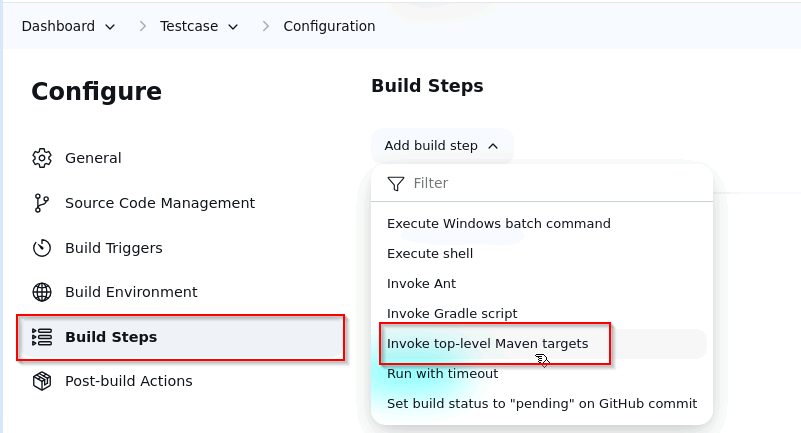 Dashboard Testcase Configuration
Configure
General
Source Code Management
Build Triggers
Build Environment
Build Steps
Post-build Actions
Build Steps
Add build step
Filter
Execute Windows batch command
Execute shell
Invoke Ant
Invoke Gradle script
Invoke top-level Maven targets
Run with timeout
Set build status to "pending" on GitHub commit